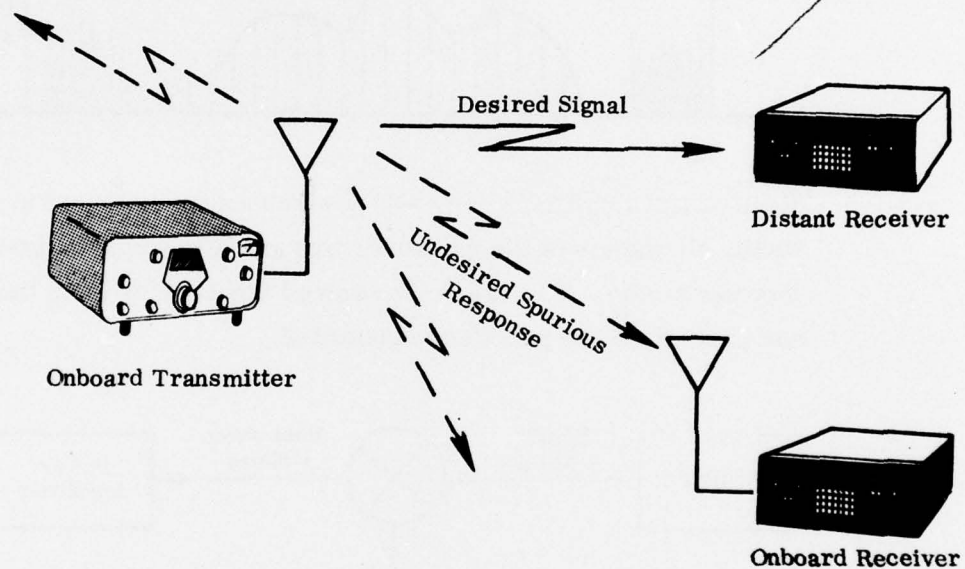 Desired Signal
Distant Receiver
Undesired Spurious
Response
Onboard Transmitter
Onboard Receiver